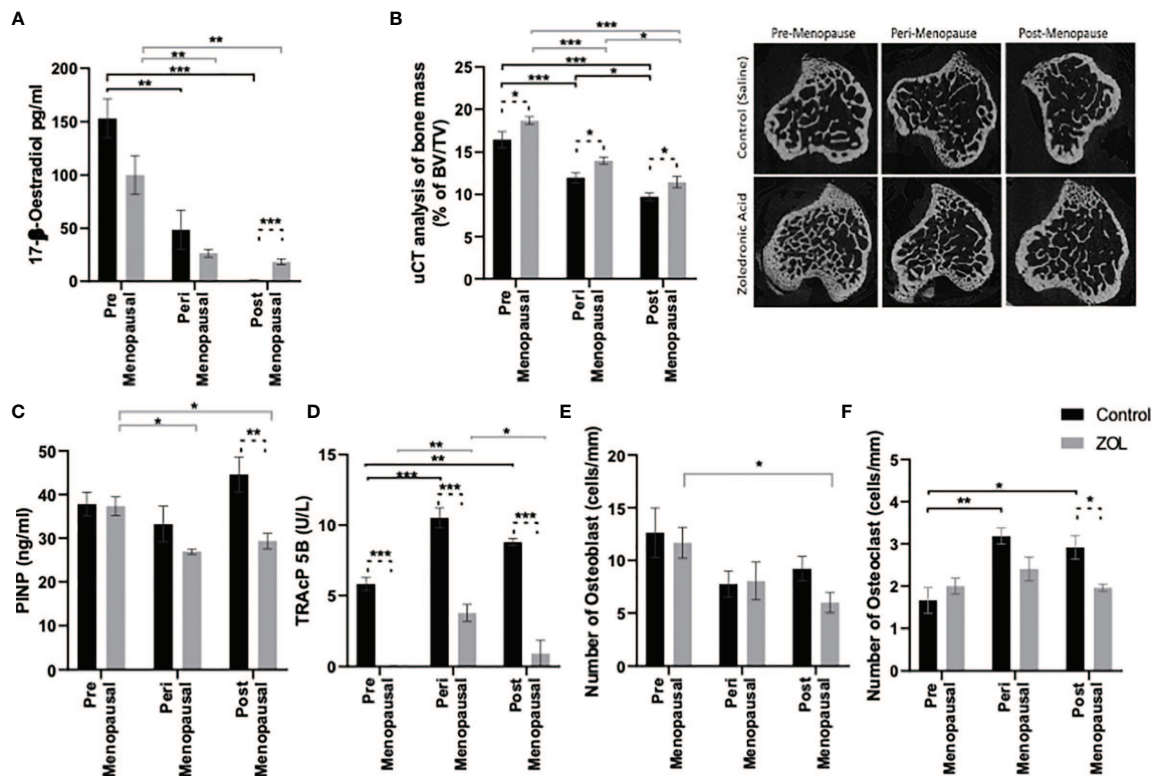 A
17-β-Oestradiol pg/ml
200
150
100
50
0
**
**
***
**
***
Pre
Menopausal
Peri
Menopausal
Post
Menopausal
B
uCT analysis of bone mass
(% of BV/TV)
25
20
15
10
5
0
***
***
*
***
***
*
*
*
*
Pre
Menopausal
Peri
Menopausal
Post
Menopausal
Pre-Menopause
Peri-Menopause
Post-Menopause
Control (Saline)
Zoledronic Acid
C
PINP (ng/ml)
50
40
30
20
10
0
*
*
**
Pre
Menopausal
Peri
Menopausal
Post
Menopausal
D
TRAcP 5B (U/L)
15
10
5
0
**
*
**
***
***
***
***
Pre
Menopausal
Peri
Menopausal
Post
Menopausal
E
Number of Osteoblast (cells/mm)
20
15
10
5
0
*
Pre
Menopausal
Peri
Menopausal
Post
Menopausal
F
Number of Osteoclast (cells/mm)
5
4
3
2
1
0
*
**
*
Pre
Menopausal
Peri
Menopausal
Post
Menopausal
Control
ZOL